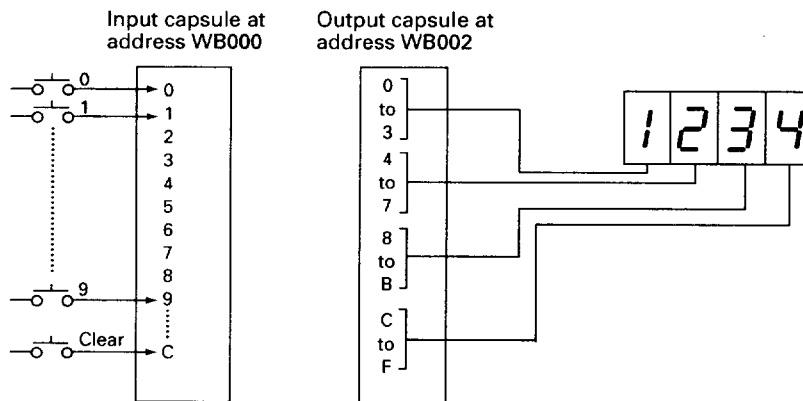 Input capsule at
address WB000
Output capsule at
address WB002
0
1
9
Clear
0
1
2
3
4
5
6
7
8
9
C
0
to
3
4
to
7
8
to
B
C
to
F
1 2 3 4